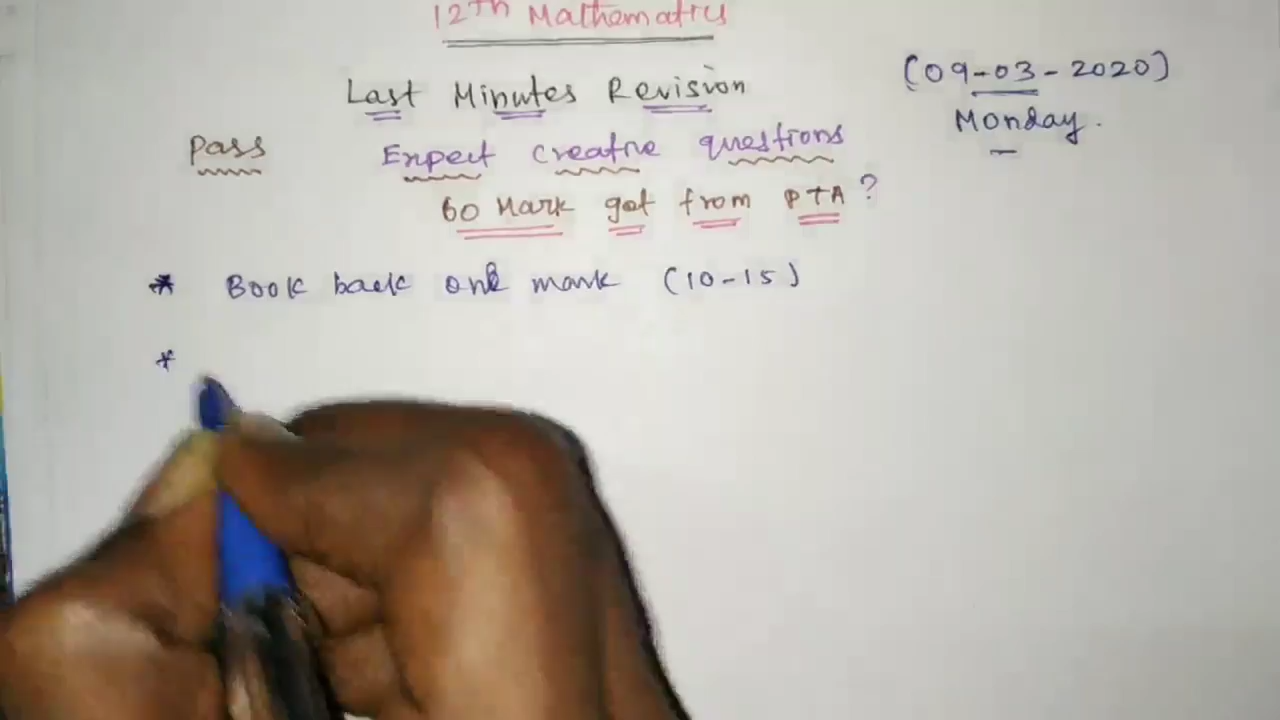 12Th Mathematics
Last Minutes Revision
(09-03-2020)
Monday.
Pass
Expect creative questions
60 Mark got from PTA?
* Book back one mark (10-15)
*